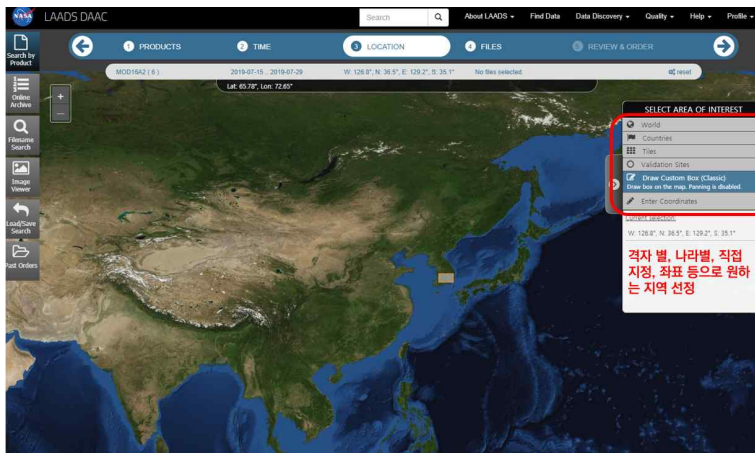 NASA
LAADS DAAC
Search
About LAADS
Find Data
Data Discovery
Quality
Help
Profile
Search by
Product
Online
Archive
Filename
Search
Image
Viewer
Load/Save
Search
Past Orders
1 PRODUCTS
2 TIME
3 LOCATION
4 FILES
5 REVIEW & ORDER
MOD16A2 ( 6 )
2019-07-15 .. 2019-07-29
W: 126.8°, N: 36.5°, E: 129.2°, S: 35.1°
No files selected.
reset
Lat: 65.78°, Lon: 72.65°
+
-
SELECT AREA OF INTEREST
World
Countries
Tiles
Validation Sites
Draw Custom Box (Classic)
Draw box on the map. Panning is disabled.
Enter Coordinates
Current selection:
W: 126.8°, N: 36.5°, E: 129.2°, S: 35.1°
격자 별, 나라별, 직접
지정, 좌표 등으로 원하
는 지역 선정